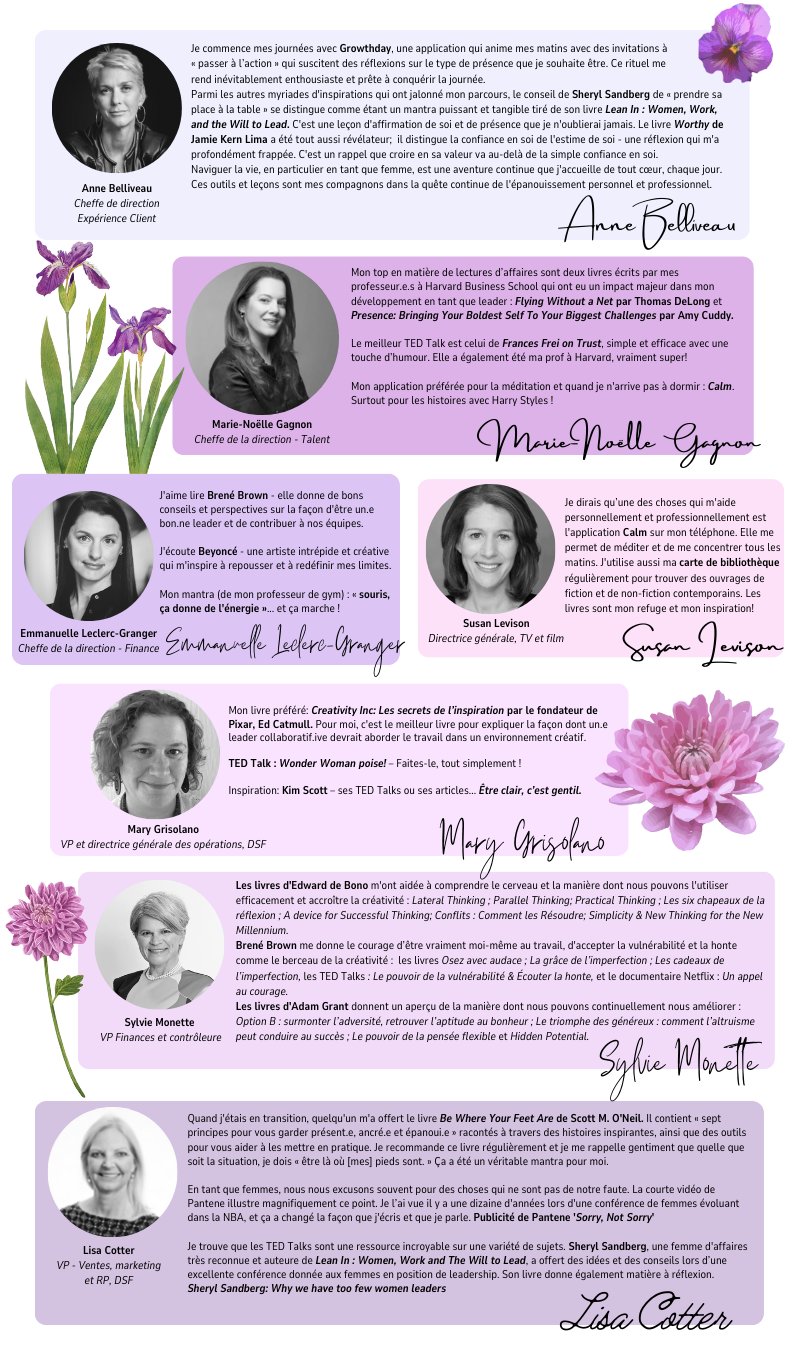 Je commence mes journées avec Growthday, une application qui anime mes matins avec des invitations à
« passer à l'action » qui suscitent des réflexions sur le type de présence que je souhaite être. Ce rituel me
rend inévitablement enthousiaste et prête à conquérir la journée.
Parmi les autres myriades d'inspirations qui ont jalonné mon parcours, le conseil de Sheryl Sandberg de « prendre sa
place à la table » se distingue comme étant un mantra puissant et tangible tiré de son livre Lean In : Women, Work,
and the Will to Lead. C'est une leçon d'affirmation de soi et de présence que je n'oublierai jamais. Le livre Worthy de
Jamie Kern Lima a été tout aussi révélateur;  il distingue la confiance en soi de l'estime de soi - une réflexion qui m'a
profondément frappée. C'est un rappel que croire en sa valeur va au-delà de la simple confiance en soi.
Naviguer la vie, en particulier en tant que femme, est une aventure continue que j'accueille de tout cœur, chaque jour.
Ces outils et leçons sont mes compagnons dans la quête continue de l'épanouissement personnel et professionnel.
Anne Belliveau
Cheffe de direction
Expérience Client
Anne Belliveau
Mon top en matière de lectures d'affaires sont deux livres écrits par mes
professeur.e.s à Harvard Business School qui ont eu un impact majeur dans mon
développement en tant que leader : Flying Without a Net par Thomas DeLong et
Presence: Bringing Your Boldest Self To Your Biggest Challenges par Amy Cuddy.
Le meilleur TED Talk est celui de Frances Frei on Trust, simple et efficace avec une
touche d'humour. Elle a également été ma prof à Harvard, vraiment super!
Mon application préférée pour la méditation et quand je n'arrive pas à dormir : Calm.
Surtout pour les histoires avec Harry Styles !
Marie-Noëlle Gagnon
Cheffe de la direction - Talent
Marie-Noëlle Gagnon
J'aime lire Brené Brown - elle donne de bons
conseils et perspectives sur la façon d'être un.e
bon.ne leader et de contribuer à nos équipes.
J'écoute Beyoncé - une artiste intrépide et créative
qui m'inspire à repousser et à redéfinir mes limites.
Mon mantra (de mon professeur de gym) : « souris,
ça donne de l'énergie »... et ça marche !
Emmanuelle Leclerc-Granger
Cheffe de la direction - Finance
Emmanuelle Leclerc-Granger
Je dirais qu'une des choses qui m'aide
personnellement et professionnellement est
l'application Calm sur mon téléphone. Elle me
permet de méditer et de me concentrer tous les
matins. J'utilise aussi ma carte de bibliothèque
régulièrement pour trouver des ouvrages de
fiction et de non-fiction contemporains. Les
livres sont mon refuge et mon inspiration!
Susan Levison
Directrice générale, TV et film
Susan Levison
Mon livre préféré: Creativity Inc: Les secrets de l'inspiration par le fondateur de
Pixar, Ed Catmull. Pour moi, c'est le meilleur livre pour expliquer la façon dont un.e
leader collaboratif.ive devrait aborder le travail dans un environnement créatif.
TED Talk : Wonder Woman poise! – Faites-le, tout simplement !
Inspiration: Kim Scott – ses TED Talks ou ses articles... Être clair, c'est gentil.
Mary Grisolano
VP et directrice générale des opérations, DSF
Mary Grisolano
Les livres d'Edward de Bono m'ont aidée à comprendre le cerveau et la manière dont nous pouvons l'utiliser
efficacement et accroître la créativité : Lateral Thinking ; Parallel Thinking; Practical Thinking ; Les six chapeaux de la
réflexion ; A device for Successful Thinking; Conflits : Comment les Résoudre; Simplicity & New Thinking for the New
Millennium.
Brené Brown me donne le courage d'être vraiment moi-même au travail, d'accepter la vulnérabilité et la honte
comme le berceau de la créativité :  les livres Osez avec audace ; La grâce de l'imperfection ; Les cadeaux de
l'imperfection, les TED Talks : Le pouvoir de la vulnérabilité & Écouter la honte, et le documentaire Netflix : Un appel
au courage.
Les livres d'Adam Grant donnent un aperçu de la manière dont nous pouvons continuellement nous améliorer :
Option B : surmonter l'adversité, retrouver l'aptitude au bonheur ; Le triomphe des généreux : comment l'altruisme
peut conduire au succès ; Le pouvoir de la pensée flexible et Hidden Potential.
Sylvie Monette
VP Finances et contrôleure
Sylvie Monette
Quand j'étais en transition, quelqu'un m'a offert le livre Be Where Your Feet Are de Scott M. O'Neil. Il contient « sept
principes pour vous garder présent.e, ancré.e et épanoui.e » racontés à travers des histoires inspirantes, ainsi que des outils
pour vous aider à les mettre en pratique. Je recommande ce livre régulièrement et je me rappelle gentiment que quelle que
soit la situation, je dois « être là où [mes] pieds sont. » Ça a été un véritable mantra pour moi.
En tant que femmes, nous nous excusons souvent pour des choses qui ne sont pas de notre faute. La courte vidéo de
Pantene illustre magnifiquement ce point. Je l'ai vue il y a une dizaine d'années lors d'une conférence de femmes évoluant
dans la NBA, et ça a changé la façon que j'écris et que je parle. Publicité de Pantene 'Sorry, Not Sorry'
Je trouve que les TED Talks sont une ressource incroyable sur une variété de sujets. Sheryl Sandberg, une femme d'affaires
très reconnue et auteure de Lean In : Women, Work and The Will to Lead, a offert des idées et des conseils lors d'une
excellente conférence donnée aux femmes en position de leadership. Son livre donne également matière à réflexion.
Sheryl Sandberg: Why we have too few women leaders
Lisa Cotter
VP - Ventes, marketing
et RP, DSF
Lisa Cotter